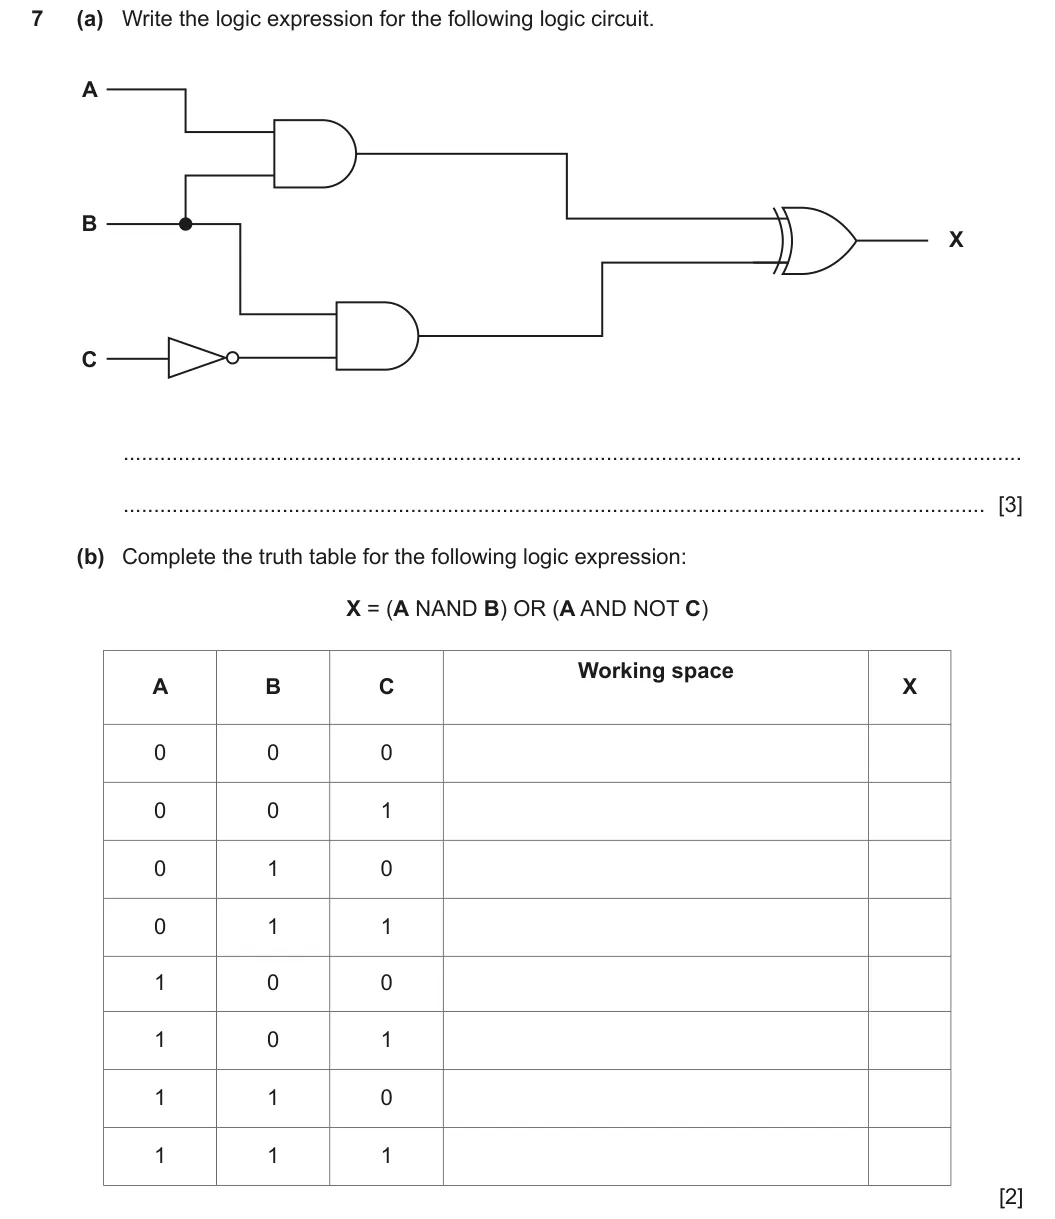 7 (a) Write the logic expression for the following logic circuit.
A
B
X
C
.......................................................................................................................................................
................................................................................................................................................. [3]
(b) Complete the truth table for the following logic expression:
X = (A NAND B) OR (A AND NOT C)
A B C Working space X
0 0 0
0 0 1
0 1 0
0 1 1
1 0 0
1 0 1
1 1 0
1 1 1
[2]